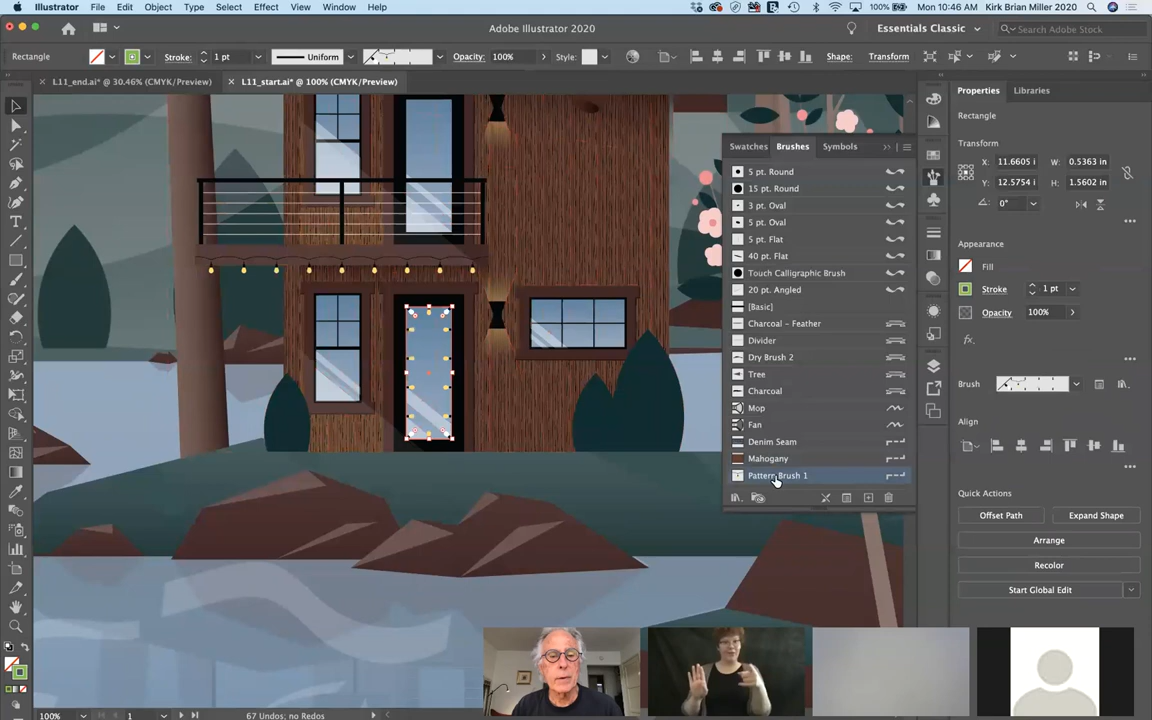 Illustrator File Edit Object Type Select Effect View Window Help 100% Mon 10:46 AM Kirk Brian Miller 2020
Adobe Illustrator 2020 Essentials Classic Search Adobe Stock
Rectangle Stroke: 1 pt Uniform Opacity: 100% Style: Shape: Transform
L11_end.ai* @ 30.46% (CMYK/Preview) L11_start.ai* @ 100% (CMYK/Preview)
Swatches Brushes Symbols
5 pt. Round
15 pt. Round
3 pt. Oval
5 pt. Oval
5 pt. Flat
40 pt. Flat
Touch Calligraphic Brush
20 pt. Angled
[Basic]
Charcoal - Feather
Divider
Dry Brush 2
Tree
Charcoal
Mop
Fan
Denim Seam
Mahogany
Pattern Brush 1
Properties Libraries
Rectangle
Transform
X: 11.6605 i W: 0.5363 in
Y: 12.5754 i H: 1.5602 in
0°
Appearance
Fill
Stroke 1 pt
Opacity 100%
fx.
Brush
Align
Quick Actions
Offset Path Expand Shape
Arrange
Recolor
Start Global Edit
100% 1 67 Undos; no Redos